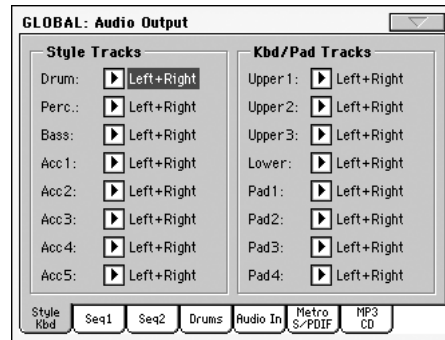 GLOBAL: Audio Output
Style Tracks
Drum: Left+Right
Perc.: Left+Right
Bass: Left+Right
Acc1: Left+Right
Acc2: Left+Right
Acc3: Left+Right
Acc4: Left+Right
Acc5: Left+Right
Kbd/Pad Tracks
Upper1: Left+Right
Upper2: Left+Right
Upper3: Left+Right
Lower: Left+Right
Pad1: Left+Right
Pad2: Left+Right
Pad3: Left+Right
Pad4: Left+Right
Style Kbd
Seq1
Seq2
Drums
Audio In
Metro S/PDIF
MP3 CD